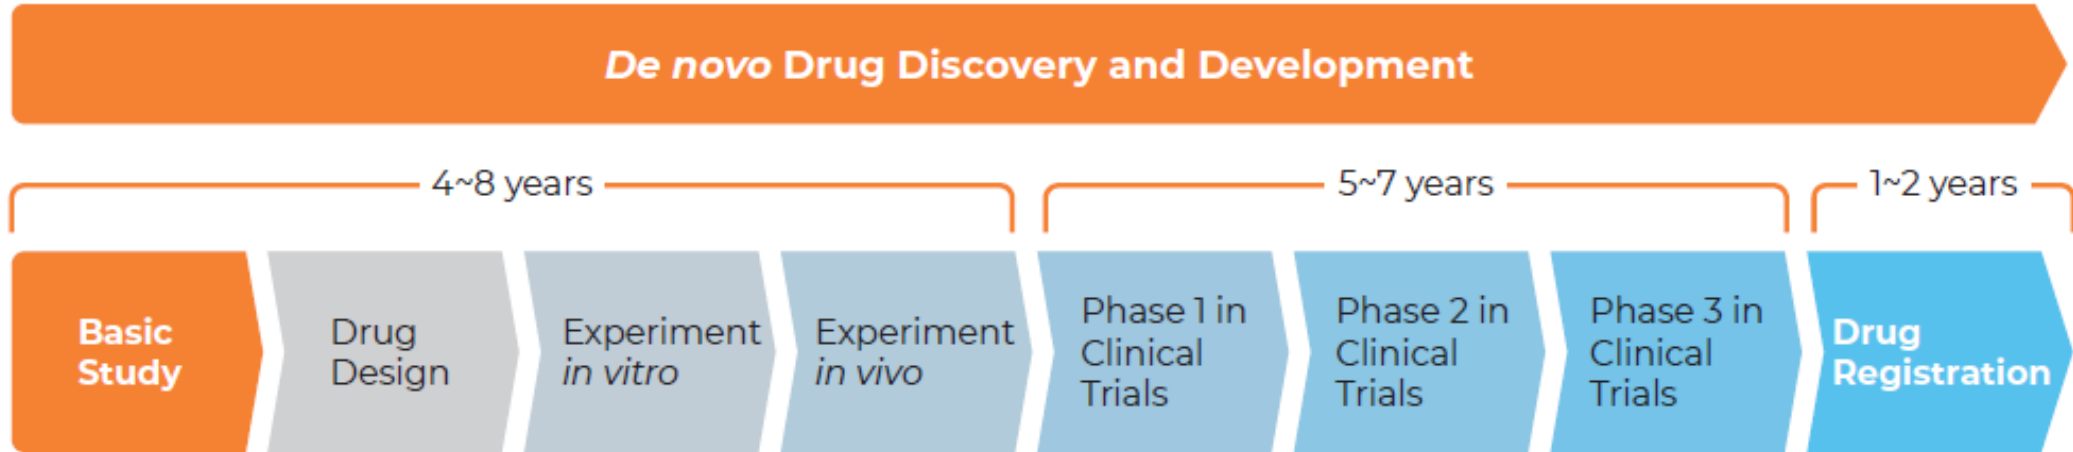 De novo Drug Discovery and Development
4~8 years
5~7 years
1~2 years
Basic
Study
Drug
Design
Experiment
in vitro
Experiment
in vivo
Phase 1 in
Clinical
Trials
Phase 2 in
Clinical
Trials
Phase 3 in
Clinical
Trials
Drug
Registration